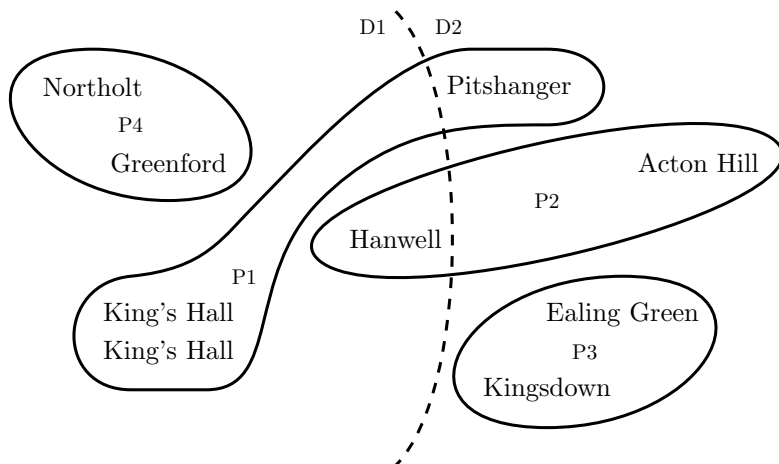 D1
D2
Northolt
P4
Greenford
Pitshanger
Acton Hill
P2
Hanwell
P1
King's Hall
King's Hall
Ealing Green
P3
Kingsdown